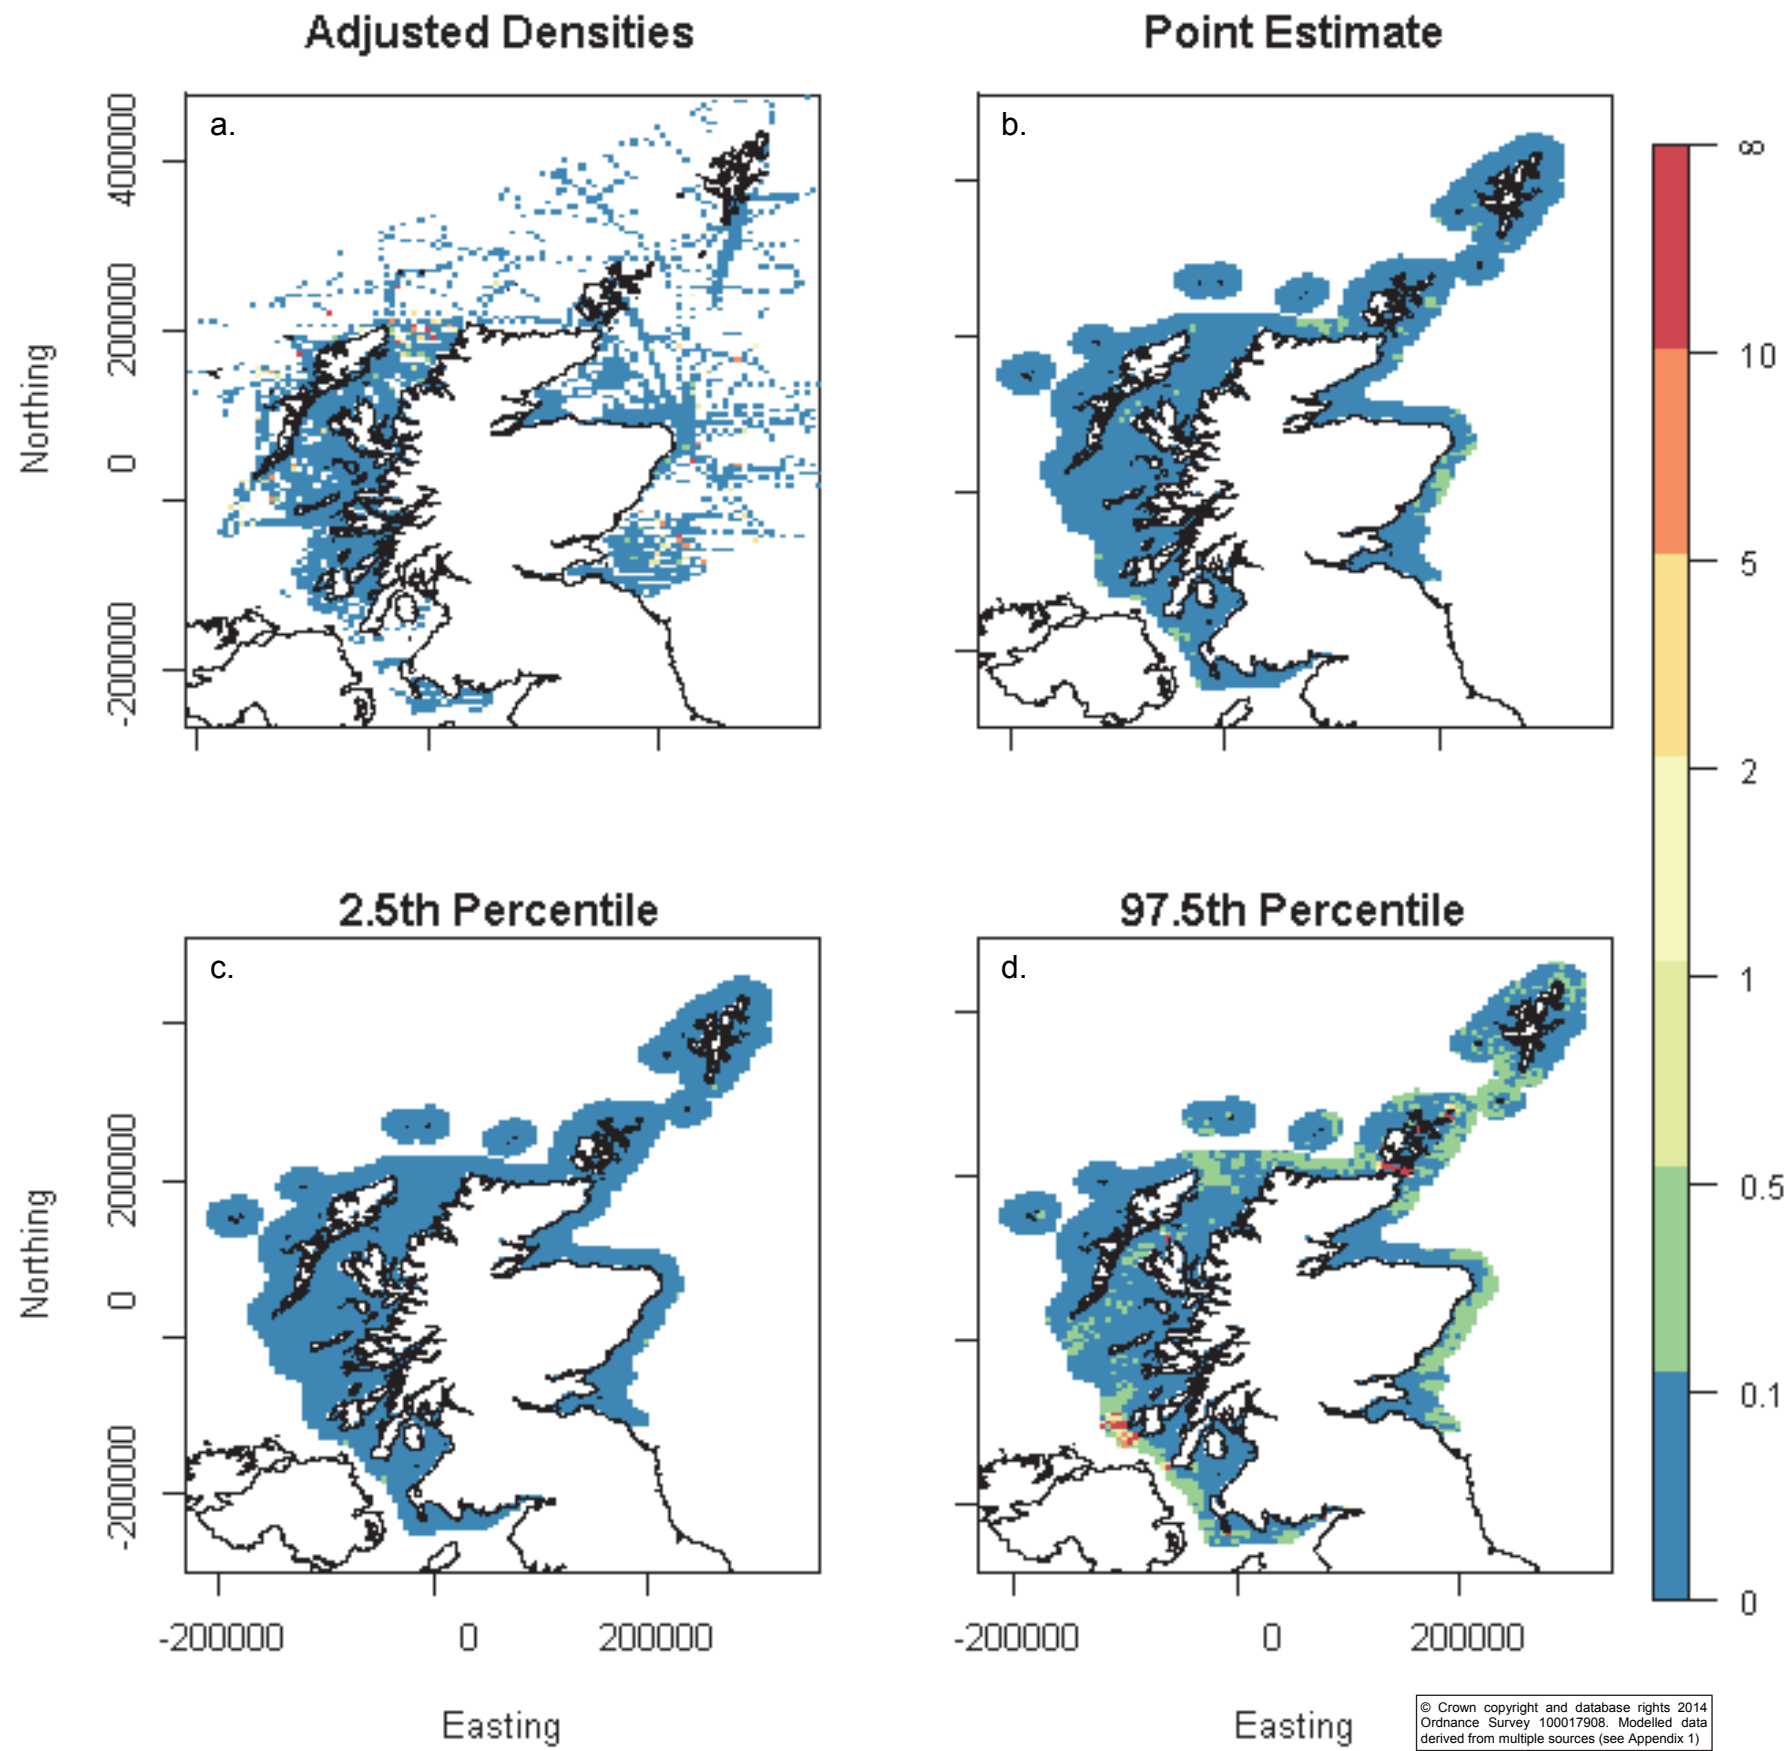 Adjusted Densities
Point Estimate
a.
b.
Northing
400000
200000
0
-200000
∞
10
5
2
1
0.5
0.1
0
2.5th Percentile
97.5th Percentile
c.
d.
Northing
200000
0
-200000
-200000 0 200000
-200000 0 200000
Easting
Easting
© Crown copyright and database rights 2014
Ordnance Survey 100017908. Modelled data
derived from multiple sources (see Appendix 1)